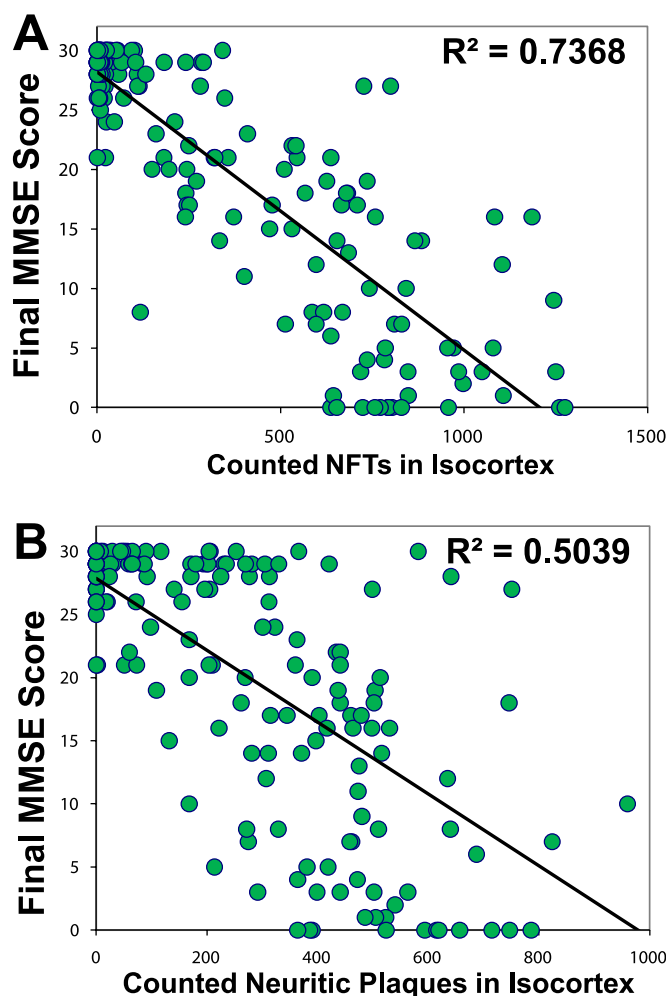 A
R² = 0.7368
Final MMSE Score
30
25
20
15
10
5
0
0 500 1000 1500
Counted NFTs in Isocortex
B
R² = 0.5039
Final MMSE Score
30
25
20
15
10
5
0
0 200 400 600 800 1000
Counted Neuritic Plaques in Isocortex